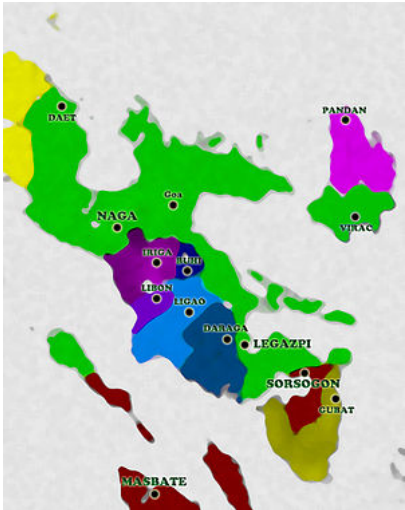 DAET
PANDAN
Goa
NAGA
VIRAC
IRIGA
BUHI
LIBON
LIGAO
DARAGA
LEGAZPI
SORSOGON
GUBAT
MASBATE